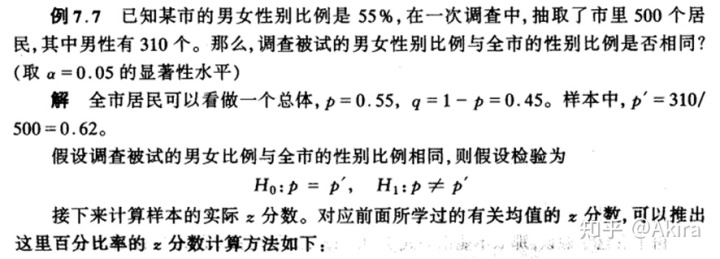 例7.7 已知某市的男女性别比例是 55%,在一次调查中,抽取了市里 500 个居
民,其中男性有 310 个。那么,调查被试的男女性别比例与全市的性别比例是否相同?
(取 α=0.05 的显著性水平)
解 全市居民可以看做一个总体, p=0.55, q=1-p=0.45。样本中, p′=310/
500=0.62。
假设调查被试的男女比例与全市的性别比例相同,则假设检验为
H₀:p = p′, H₁:p ≠ p′
接下来计算样本的实际 z 分数。对应前面所学过的有关均值的 z 分数,可以推出
这里百分比率的 z 分数计算方法如下:
知乎 @Akira